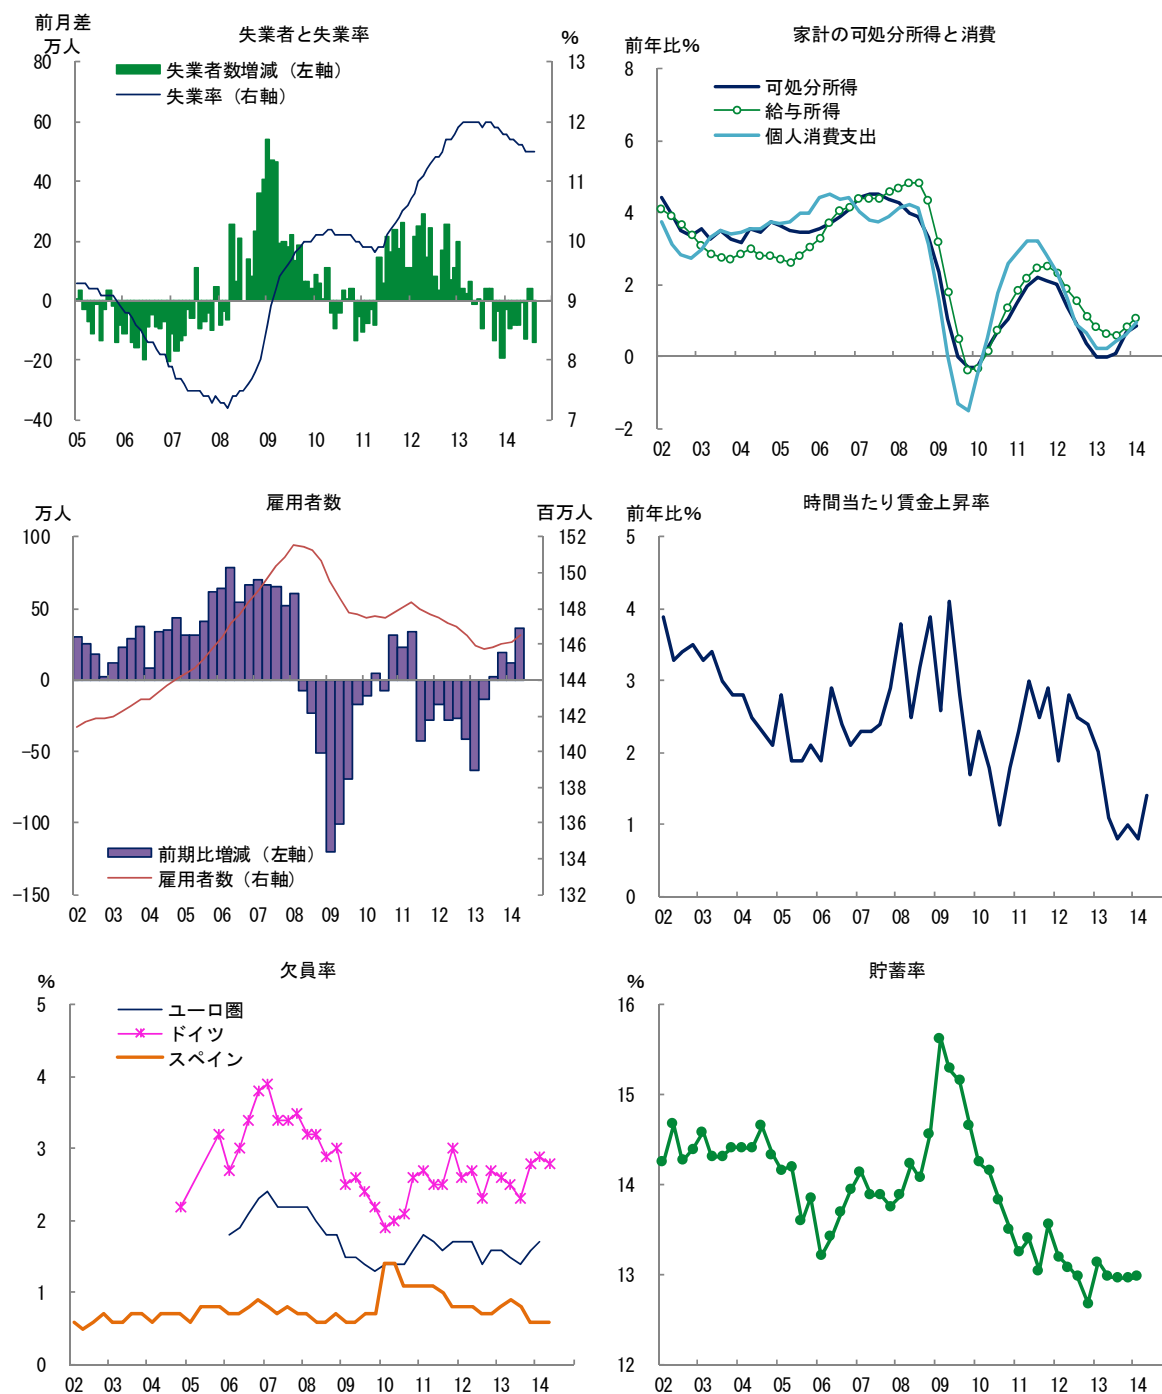 失業者と失業率
前月差
万人
%
失業者数増減（左軸）
失業率（右軸）
80
60
40
20
0
-20
-40
13
12
11
10
9
8
7
05 06 07 08 09 10 11 12 13 14
家計の可処分所得と消費
前年比%
可処分所得
給与所得
個人消費支出
8
6
4
2
0
-2
02 03 04 05 06 07 08 09 10 11 12 13 14
雇用者数
万人
百万人
100
50
0
-50
-100
-150
152
150
148
146
144
142
140
138
136
134
132
前期比増減（左軸）
雇用者数（右軸）
02 03 04 05 06 07 08 09 10 11 12 13 14
時間当たり賃金上昇率
前年比%
5
4
3
2
1
0
02 03 04 05 06 07 08 09 10 11 12 13 14
欠員率
%
ユーロ圏
ドイツ
スペイン
5
4
3
2
1
0
02 03 04 05 06 07 08 09 10 11 12 13 14
貯蓄率
%
16
15
14
13
12
02 03 04 05 06 07 08 09 10 11 12 13 14